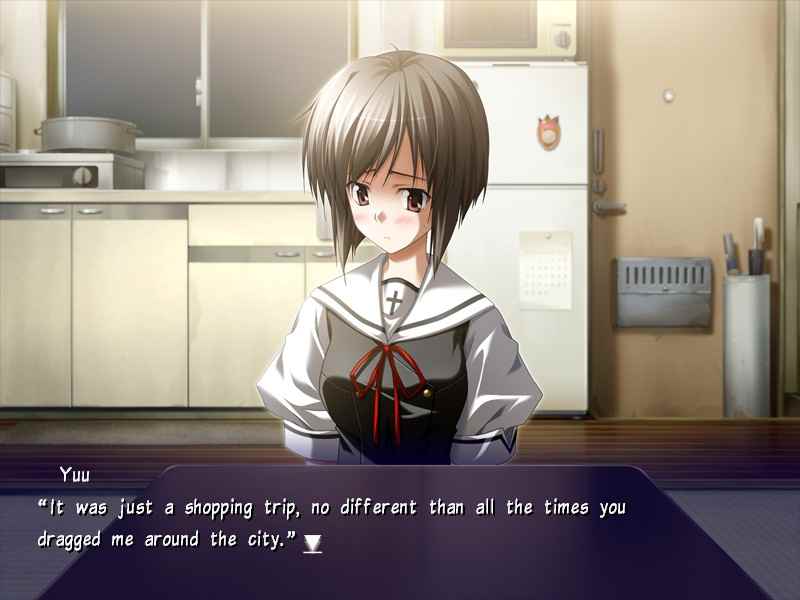 Yuu
“It was just a shopping trip, no different than all the times you
dragged me around the city.”